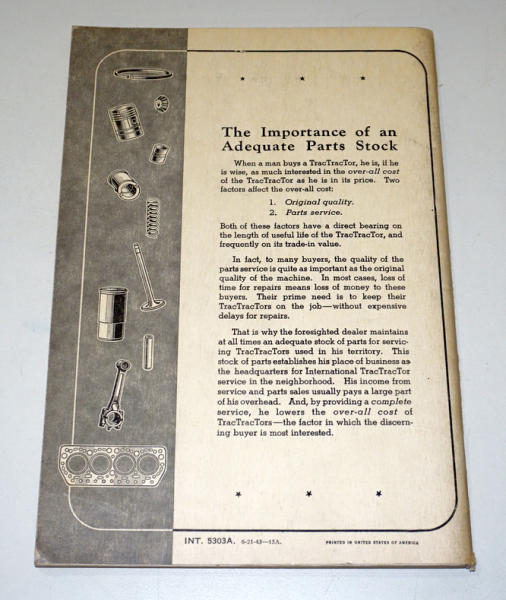 The Importance of an
Adequate Parts Stock
When a man buys a TracTracTor, he is, if he
is wise, as much interested in the over-all cost
of the TracTracTor as he is in its price. Two
factors affect the over-all cost:
1. Original quality.
2. Parts service.
Both of these factors have a direct bearing on
the length of useful life of the TracTracTor, and
frequently on its trade-in value.
In fact, to many buyers, the quality of the
parts service is quite as important as the original
quality of the machine. In most cases, loss of
time for repairs means loss of money to these
buyers. Their prime need is to keep their
TracTracTors on the job—without expensive
delays for repairs.
That is why the foresighted dealer maintains
at all times an adequate stock of parts for servic-
ing TracTracTors used in his territory. This
stock of parts establishes his place of business as
the headquarters for International TracTracTor
service in the neighborhood. His income from
service and parts sales usually pays a large part
of his overhead. And, by providing a complete
service, he lowers the over-all cost of
TracTracTors—the factor in which the discern-
ing buyer is most interested.
INT. 5303A. 6-21-43—15A. PRINTED IN UNITED STATES OF AMERICA